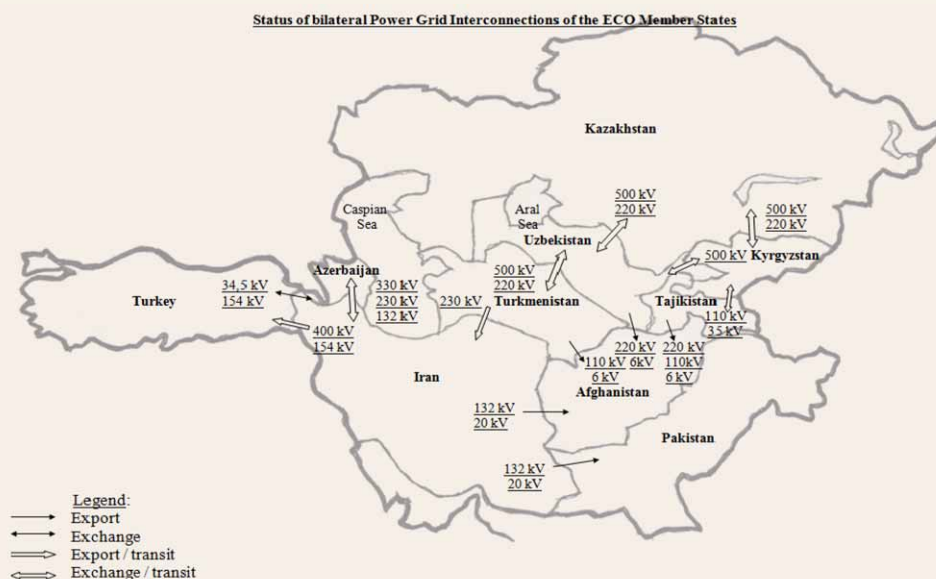 Status of bilateral Power Grid Interconnections of the ECO Member States
Kazakhstan
500 kV
220 kV
Caspian
Sea
Aral
Sea
500 kV
220 kV
Uzbekistan
500 kV
Kyrgyzstan
Azerbaijan
34,5 kV
154 kV
Turkey
330 kV
230 kV
132 kV
230 kV
500 kV
220 kV
Turkmenistan
Tajikistan
110 kV
35 kV
400 kV
154 kV
Iran
110 kV
6 kV
220 kV
6kV
220 kV
110kV
6 kV
Afghanistan
132 kV
20 kV
Pakistan
132 kV
20 kV
Legend:
Export
Exchange
Export / transit
Exchange / transit